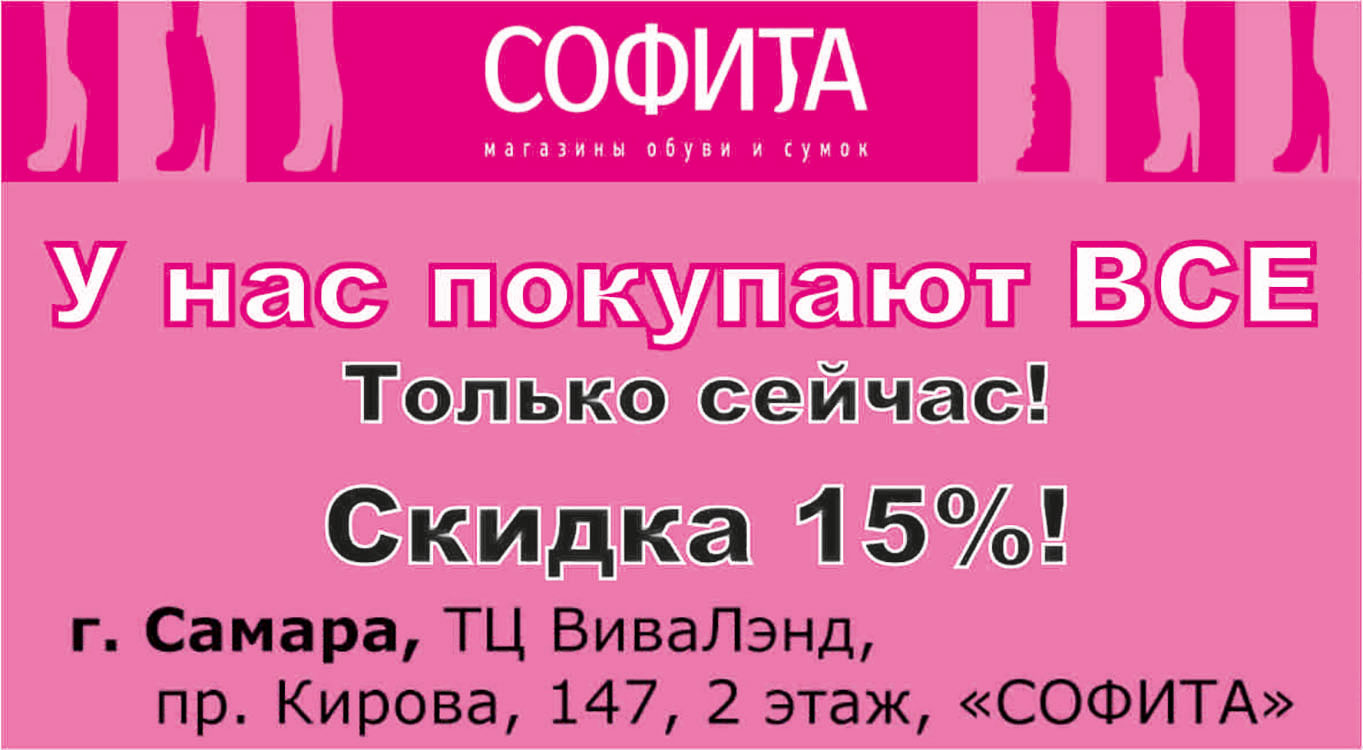 СОФИТА
магазины обуви и сумок
У нас покупают ВСЕ
Только сейчас!
Скидка 15%!
г. Самара, ТЦ ВиваЛэнд,
пр. Кирова, 147, 2 этаж, «СОФИТА»